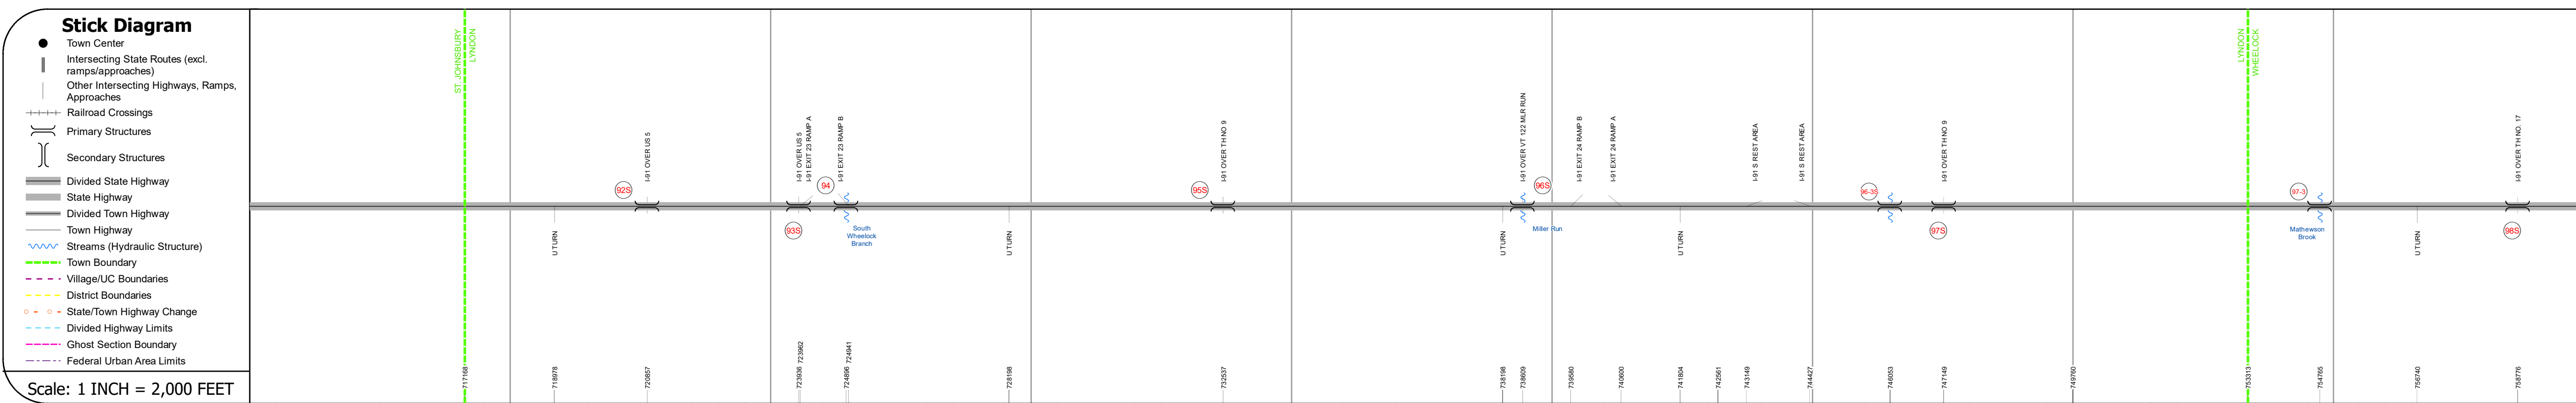 Stick Diagram
Town Center
Intersecting State Routes (excl.
ramps/approaches)
Other Intersecting Highways, Ramps,
Approaches
Railroad Crossings
Primary Structures
Secondary Structures
Divided State Highway
State Highway
Divided Town Highway
Town Highway
Streams (Hydraulic Structure)
Town Boundary
Village/UC Boundaries
District Boundaries
State/Town Highway Change
Divided Highway Limits
Ghost Section Boundary
Federal Urban Area Limits
Scale: 1 INCH = 2,000 FEET
ST. JOHNSBURY
LYNDON
LYNDON
WHEELOCK
I-91 OVER US 5
I-91 OVER US 5
I-91 EXIT 23 RAMP A
I-91 EXIT 23 RAMP B
I-91 OVER TH NO 9
I-91 OVER VT 122 MLR RUN
I-91 EXIT 24 RAMP B
I-91 EXIT 24 RAMP A
I-91 S REST AREA
I-91 S REST AREA
I-91 OVER TH NO 9
I-91 OVER TH NO. 17
92S
94
95S
96S
96-3S
97-3
93S
97S
98S
U TURN
South
Wheelock
Branch
U TURN
U TURN
Miller Run
U TURN
Mathewson
Brook
U TURN
717168
718978
720857
723936
723962
724896
724941
728198
732537
738198
738609
739580
740600
741804
742561
743149
744427
746053
747149
749760
753313
754765
756740
758776